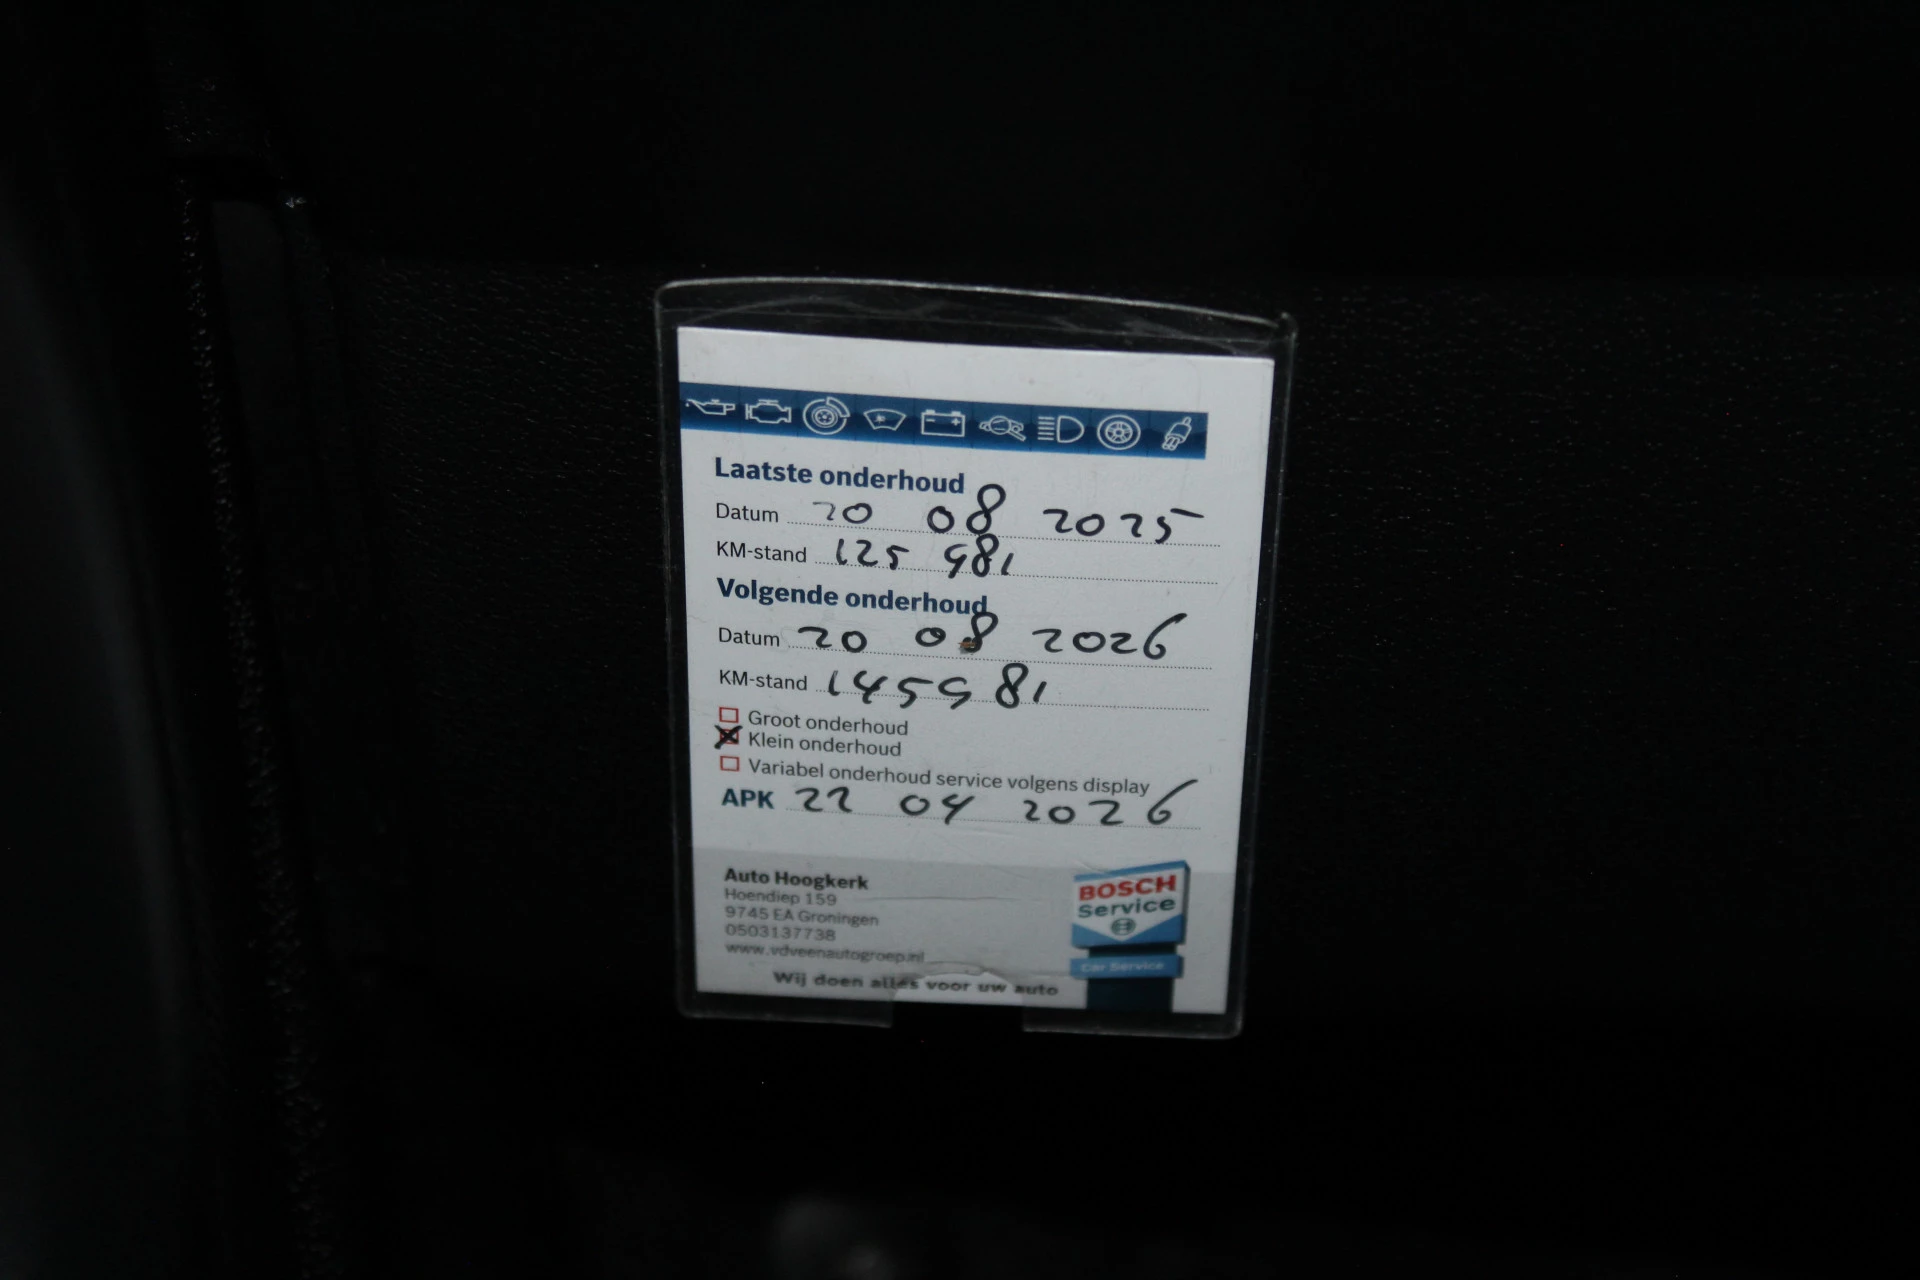 Laatste onderhoud
Datum 20 08 2025
KM-stand 125 981
Volgende onderhoud
Datum 20 08 2026
KM-stand 145981
Groot onderhoud
Klein onderhoud
Variabel onderhoud service volgens display
APK 22 04 2026
Auto Hoogkerk
Hoendiep 159
9745 EA Groningen
0503137738
www.vdveenautogroep.nl
Wij doen alles voor uw auto
BOSCH
Service
Car Service